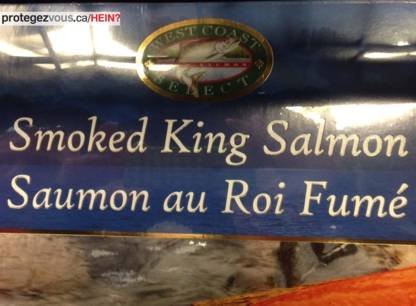 protegezvous.ca/HEIN?
WEST COAST
SELECT
Smoked King Salmon
Saumon au Roi Fumé